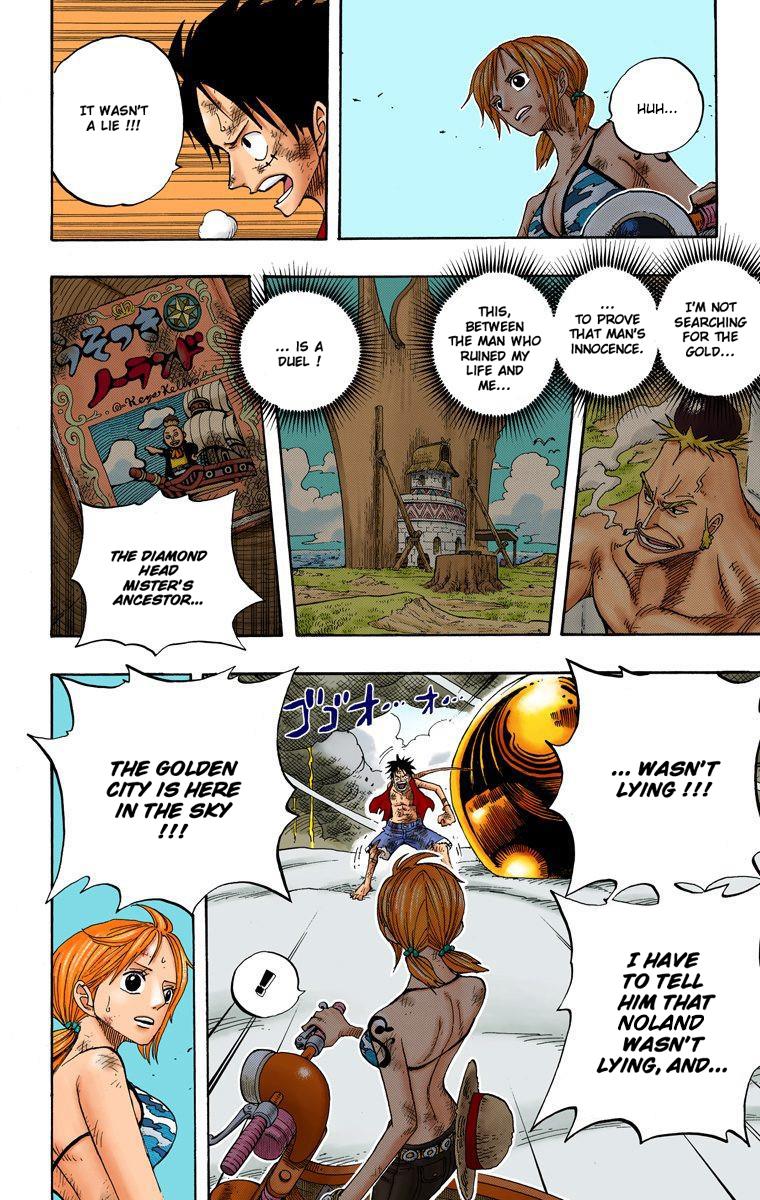 HUH...
IT WASN'T
A LIE !!!
I'M NOT
SEARCHING
FOR THE
GOLD...
...
TO PROVE
THAT MAN'S
INNOCENCE.
THIS,
BETWEEN
THE MAN WHO
RUINED MY
LIFE AND
ME...
... IS A
DUEL !
うそつき
ノーランド
THE DIAMOND
HEAD
MISTER'S
ANCESTOR...
... WASN'T
LYING !!!
ゴゴォ…オ…
I HAVE
TO TELL
HIM THAT
NOLAND
WASN'T
LYING, AND...
!
THE GOLDEN
CITY IS HERE
IN THE SKY
!!!